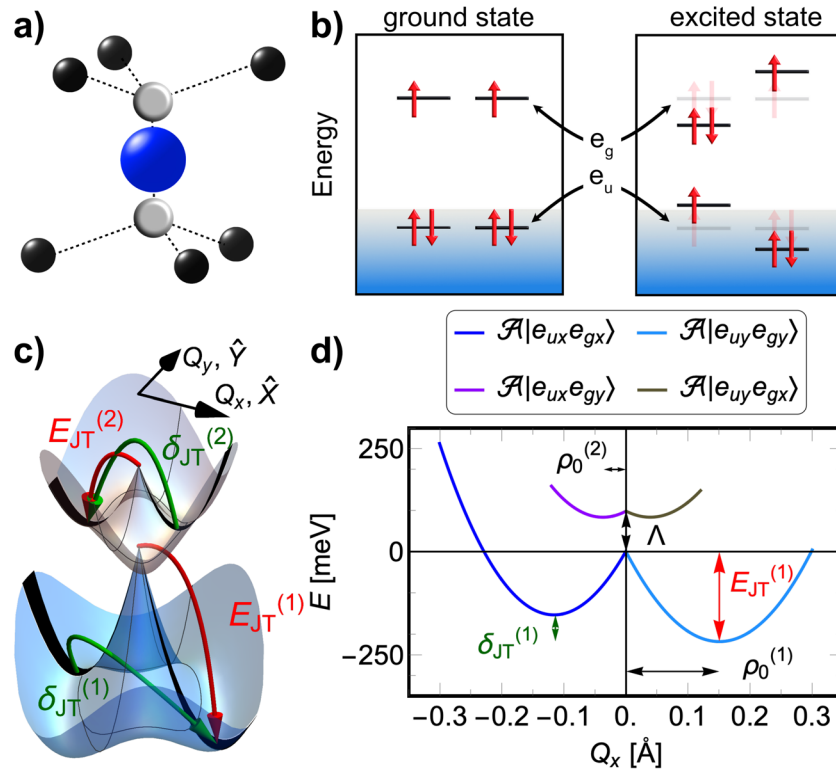 a)
b)
ground state
excited state
Energy
e_g
e_u
c)
Q_y, Ŷ
Q_x, X̂
E_JT^(2)
δ_JT^(2)
E_JT^(1)
δ_JT^(1)
d)
𝒜|e_ux e_gx⟩ 𝒜|e_uy e_gy⟩
𝒜|e_ux e_gy⟩ 𝒜|e_uy e_gx⟩
E [meV]
250
0
−250
ρ_0^(2)
Λ
E_JT^(1)
δ_JT^(1)
ρ_0^(1)
−0.3 −0.2 −0.1 0. 0.1 0.2 0.3
Q_x [Å]